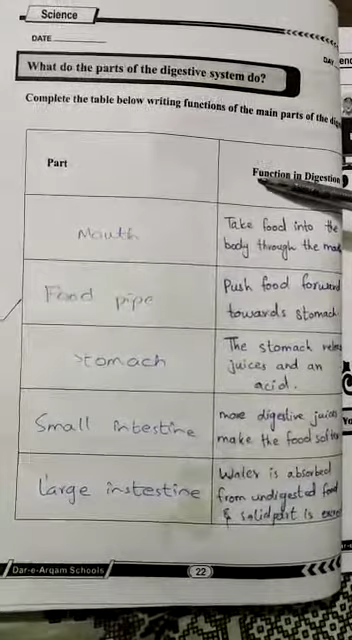 Science
DATE
DAY
What do the parts of the digestive system do?
Complete the table below writing functions of the main parts of the
Part
Function in Digestion
Mouth
Take food into the
body through the
Food pipe
Push food forward
towards stomach
Stomach
The stomach
juices and an
acid.
Small intestine
more digestive juices
make the food
Large instestine
Water is absorbed
from undigested food
& solid part is
Dar-e-Arqam Schools
22